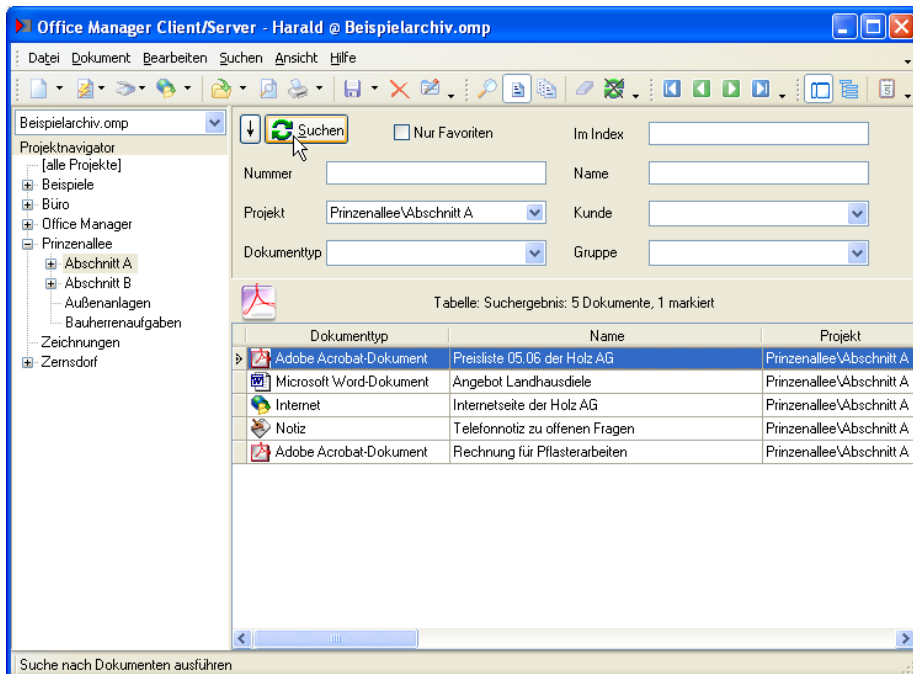 Office Manager Client/Server - Harald @ Beispielarchiv.omp
Datei Dokument Bearbeiten Suchen Ansicht Hilfe
Beispielarchiv.omp
Projektnavigator
[alle Projekte]
Beispiele
Büro
Office Manager
Prinzenallee
Abschnitt A
Abschnitt B
Außenanlagen
Bauherrenaufgaben
Zeichnungen
Zernsdorf
Suchen Nur Favoriten Im Index
Nummer Name
Projekt Prinzenallee\Abschnitt A Kunde
Dokumenttyp Gruppe
Tabelle: Suchergebnis: 5 Dokumente, 1 markiert
Dokumenttyp Name Projekt
Adobe Acrobat-Dokument Preisliste 05.06 der Holz AG Prinzenallee\Abschnitt A
Microsoft Word-Dokument Angebot Landhausdiele Prinzenallee\Abschnitt A
Internet Internetseite der Holz AG Prinzenallee\Abschnitt A
Notiz Telefonnotiz zu offenen Fragen Prinzenallee\Abschnitt A
Adobe Acrobat-Dokument Rechnung für Pflasterarbeiten Prinzenallee\Abschnitt A
Suche nach Dokumenten ausführen